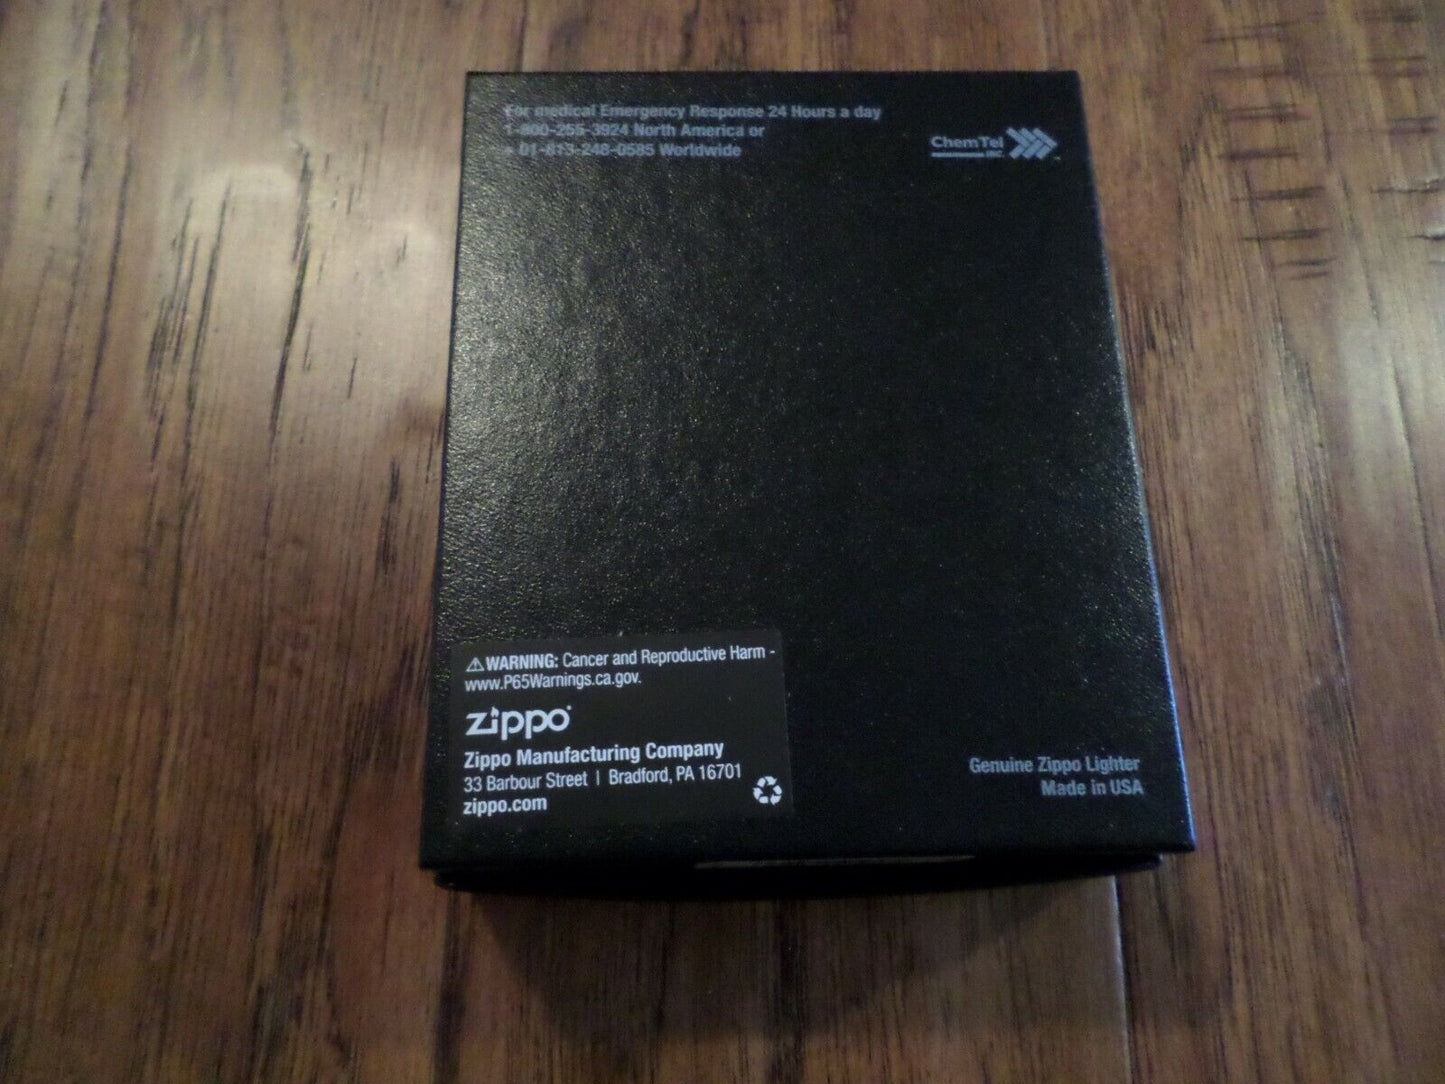 For medical Emergency Response 24 Hours a day
1-800-255-3924 North America or
+ 01-813-248-0585 Worldwide
ChemTel
INC.
⚠ WARNING: Cancer and Reproductive Harm -
www.P65Warnings.ca.gov.
zippo
Zippo Manufacturing Company
33 Barbour Street | Bradford, PA 16701
zippo.com
Genuine Zippo Lighter
Made in USA